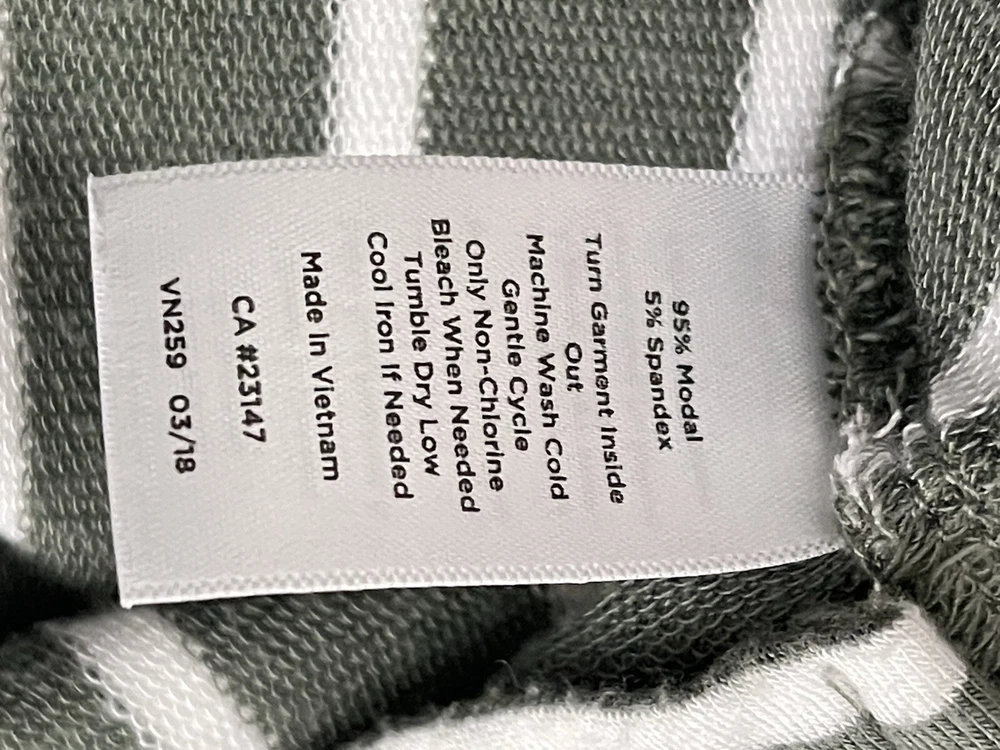 95% Modal
5% Spandex
Turn Garment Inside
Out
Machine Wash Cold
Gentle Cycle
Only Non-Chlorine
Bleach When Needed
Tumble Dry Low
Cool Iron If Needed
Made In Vietnam
CA #23147
VN259 03/18